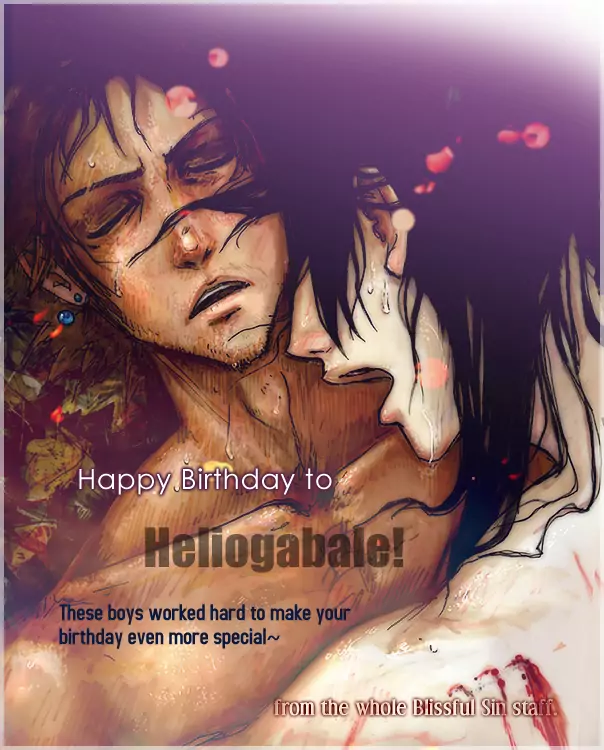 Happy Birthday to
Heliogabale!
These boys worked hard to make your
birthday even more special~
from the whole Blissful Sin staff.